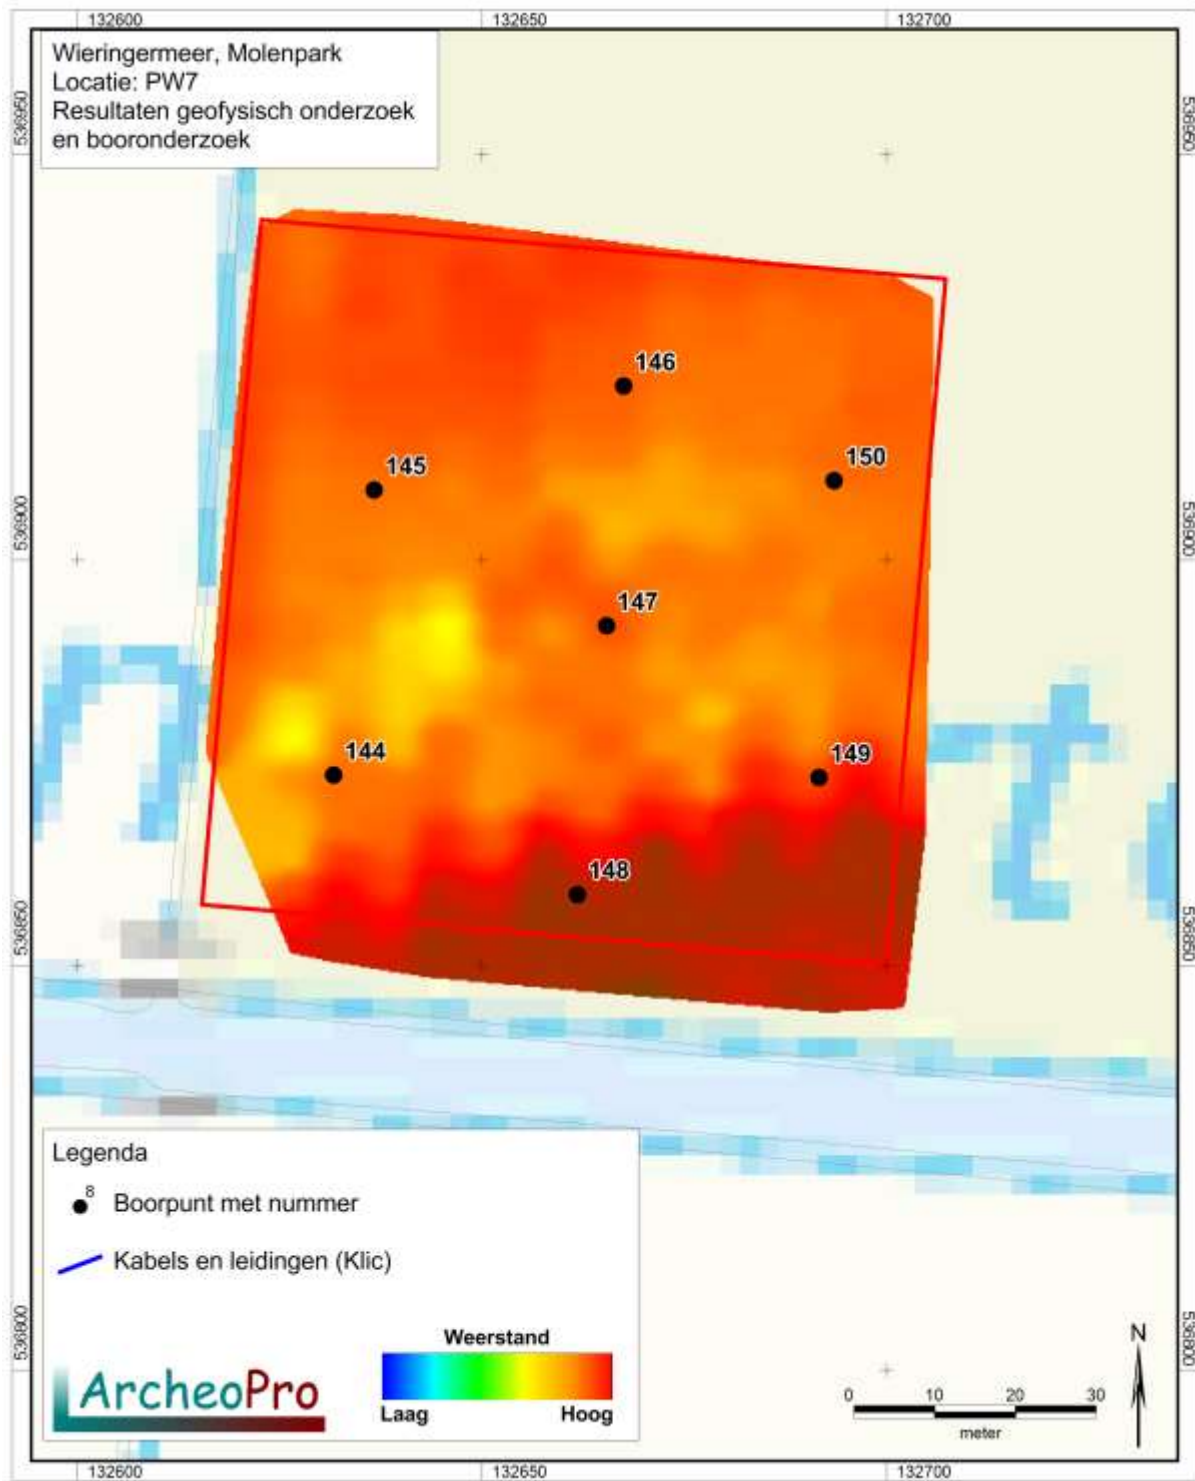 132600
132650
132700
Wieringermeer, Molenpark
Locatie: PW7
Resultaten geofysisch onderzoek
en booronderzoek
536950
536950
146
145
150
536900
536900
147
144
149
148
536850
536850
n
t
Legenda
8
Boorpunt met nummer
Kabels en leidingen (Klic)
536800
536800
Weerstand
Laag
Hoog
ArcheoPro
N
0
10
20
30
meter
132600
132650
132700